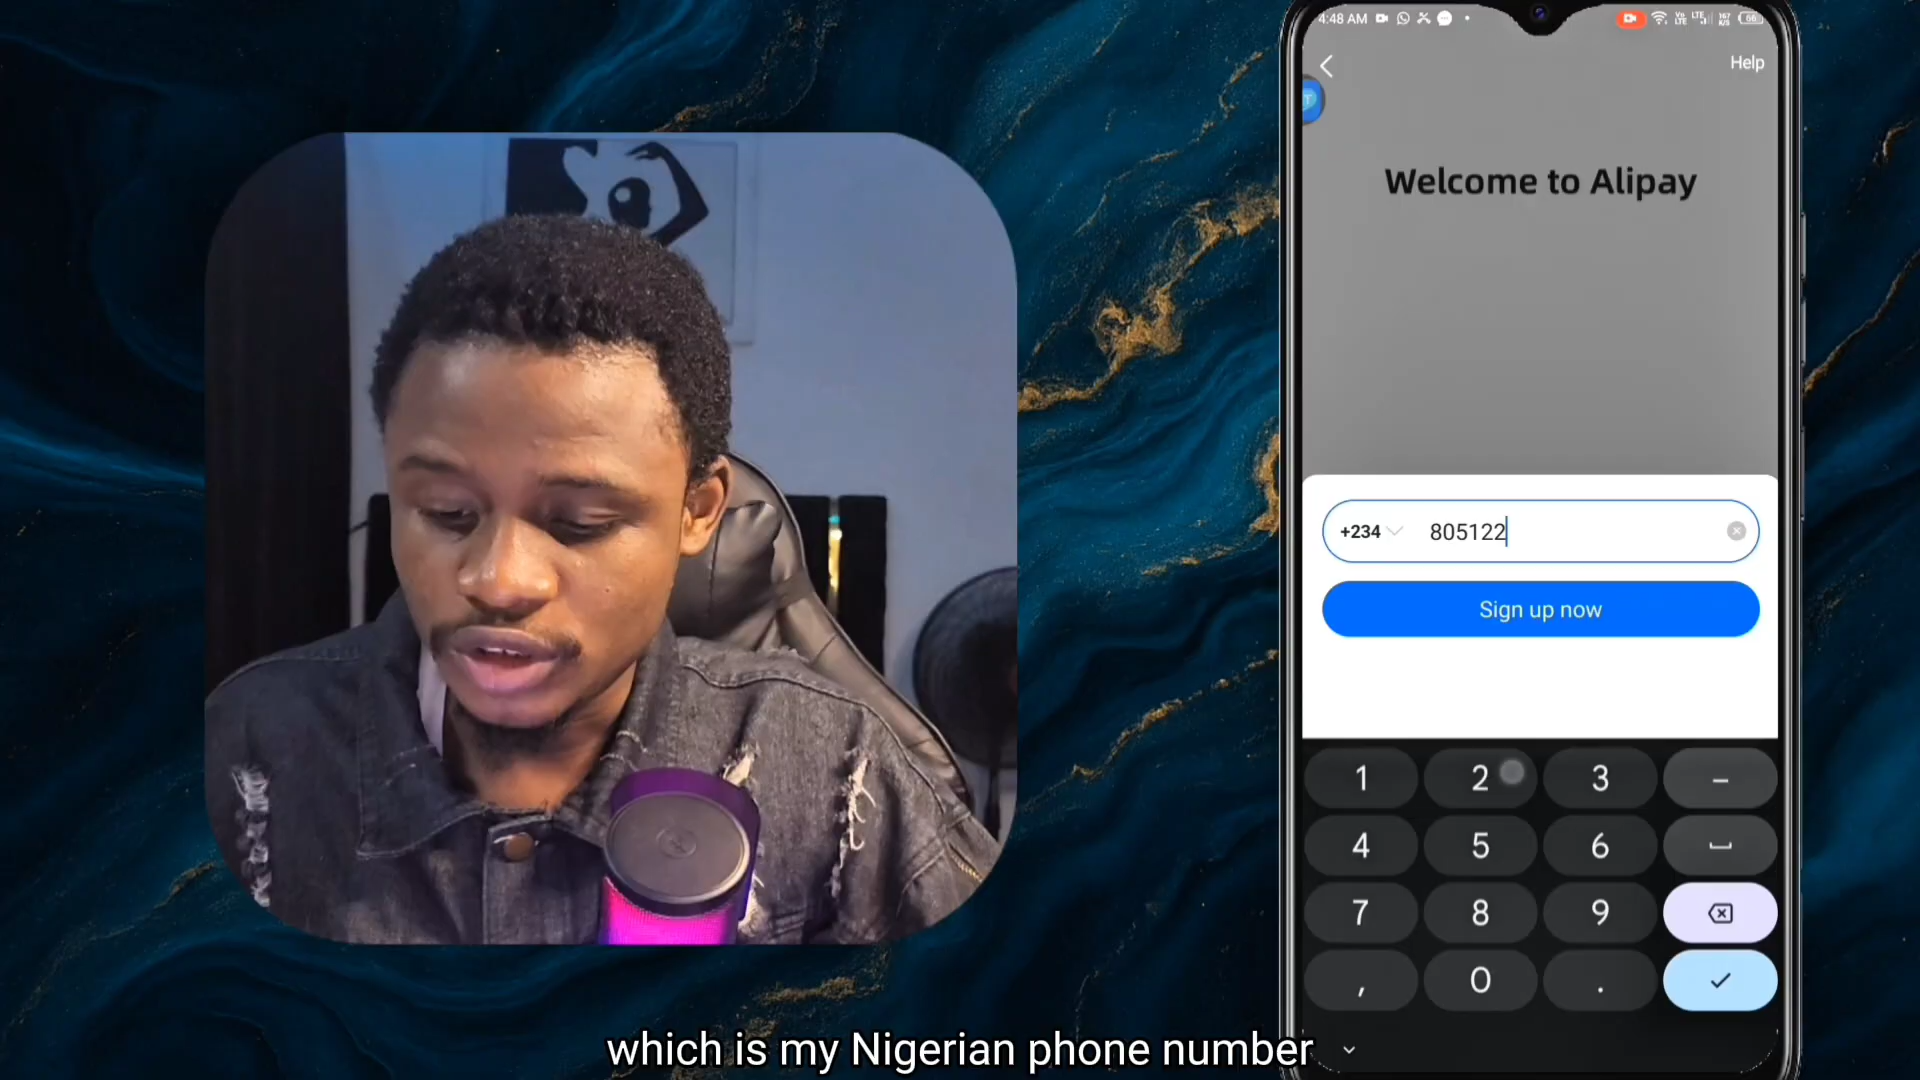 4:48 AM
Help
Welcome to Alipay
+234 805122
Sign up now
1 2 3 –
4 5 6
7 8 9
, 0 .
which is my Nigerian phone number